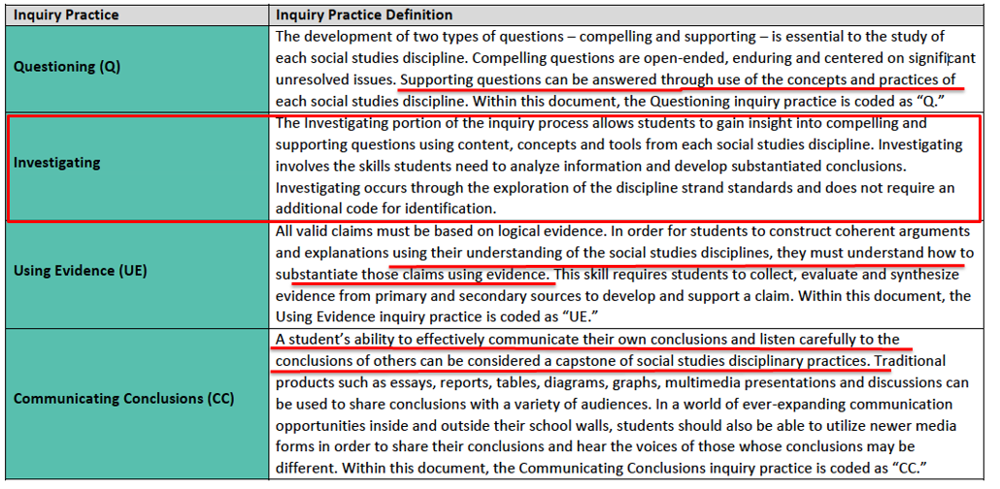 Inquiry Practice
Inquiry Practice Definition
Questioning (Q)
The development of two types of questions – compelling and supporting – is essential to the study of
each social studies discipline. Compelling questions are open-ended, enduring and centered on significant
unresolved issues. Supporting questions can be answered through use of the concepts and practices of
each social studies discipline. Within this document, the Questioning inquiry practice is coded as “Q.”
Investigating
The Investigating portion of the inquiry process allows students to gain insight into compelling and
supporting questions using content, concepts and tools from each social studies discipline. Investigating
involves the skills students need to analyze information and develop substantiated conclusions.
Investigating occurs through the exploration of the discipline strand standards and does not require an
additional code for identification.
Using Evidence (UE)
All valid claims must be based on logical evidence. In order for students to construct coherent arguments
and explanations using their understanding of the social studies disciplines, they must understand how to
substantiate those claims using evidence. This skill requires students to collect, evaluate and synthesize
evidence from primary and secondary sources to develop and support a claim. Within this document, the
Using Evidence inquiry practice is coded as “UE.”
Communicating Conclusions (CC)
A student’s ability to effectively communicate their own conclusions and listen carefully to the
conclusions of others can be considered a capstone of social studies disciplinary practices. Traditional
products such as essays, reports, tables, diagrams, graphs, multimedia presentations and discussions can
be used to share conclusions with a variety of audiences. In a world of ever-expanding communication
opportunities inside and outside their school walls, students should also be able to utilize newer media
forms in order to share their conclusions and hear the voices of those whose conclusions may be
different. Within this document, the Communicating Conclusions inquiry practice is coded as “CC.”